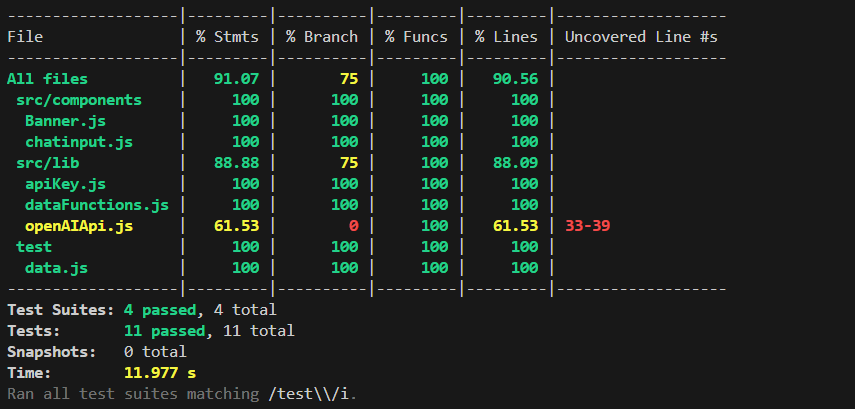 -------------------|---------|----------|---------|---------|-------------------
File               | % Stmts | % Branch | % Funcs | % Lines | Uncovered Line #s
-------------------|---------|----------|---------|---------|-------------------
All files          |   91.07 |       75 |     100 |   90.56 |
 src/components    |     100 |      100 |     100 |     100 |
  Banner.js        |     100 |      100 |     100 |     100 |
  chatinput.js     |     100 |      100 |     100 |     100 |
 src/lib           |   88.88 |       75 |     100 |   88.09 |
  apiKey.js        |     100 |      100 |     100 |     100 |
  dataFunctions.js |     100 |      100 |     100 |     100 |
  openAIApi.js     |   61.53 |        0 |     100 |   61.53 | 33-39
 test              |     100 |      100 |     100 |     100 |
  data.js          |     100 |      100 |     100 |     100 |
-------------------|---------|----------|---------|---------|-------------------
Test Suites: 4 passed, 4 total
Tests:       11 passed, 11 total
Snapshots:   0 total
Time:        11.977 s
Ran all test suites matching /test\\/i.